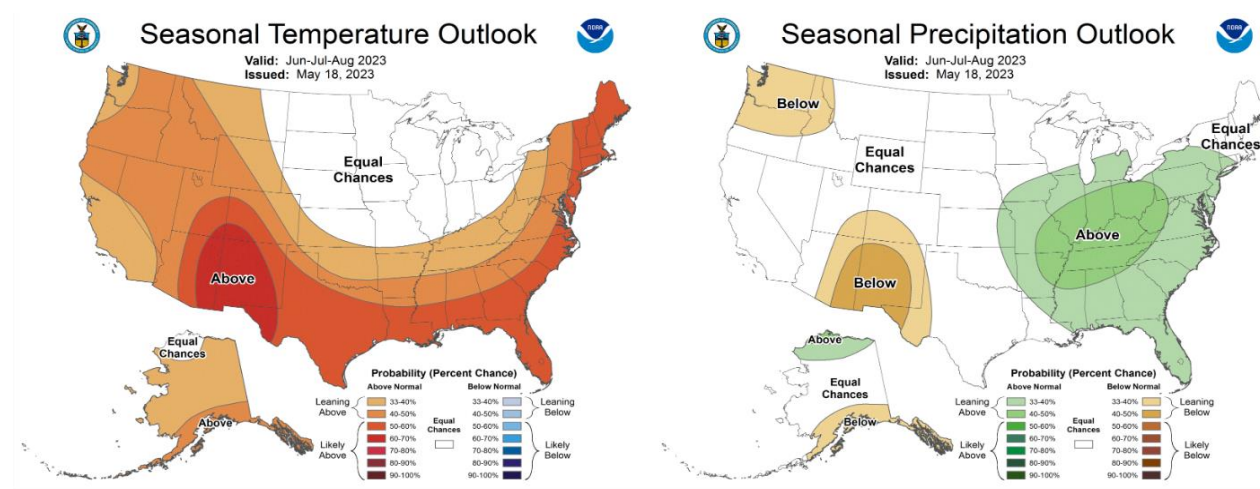 Seasonal Temperature Outlook
NOAA
Valid: Jun-Jul-Aug 2023
Issued: May 18, 2023
Equal
Chances
Above
Equal
Chances
Above
Probability (Percent Chance)
Above Normal
Below Normal
Leaning
Above
33-40%
40-50%
Likely
Above
50-60%
60-70%
70-80%
80-90%
90-100%
Equal
Chances
33-40%
40-50%
Leaning
Below
50-60%
60-70%
70-80%
80-90%
90-100%
Likely
Below
Seasonal Precipitation Outlook
NOAA
Valid: Jun-Jul-Aug 2023
Issued: May 18, 2023
Below
Equal
Chances
Equal
Chances
Above
Below
Above
Equal
Chances
Below
Probability (Percent Chance)
Above Normal
Below Normal
Leaning
Above
33-40%
40-50%
Likely
Above
50-60%
60-70%
70-80%
80-90%
90-100%
Equal
Chances
33-40%
40-50%
Leaning
Below
50-60%
60-70%
70-80%
80-90%
90-100%
Likely
Below